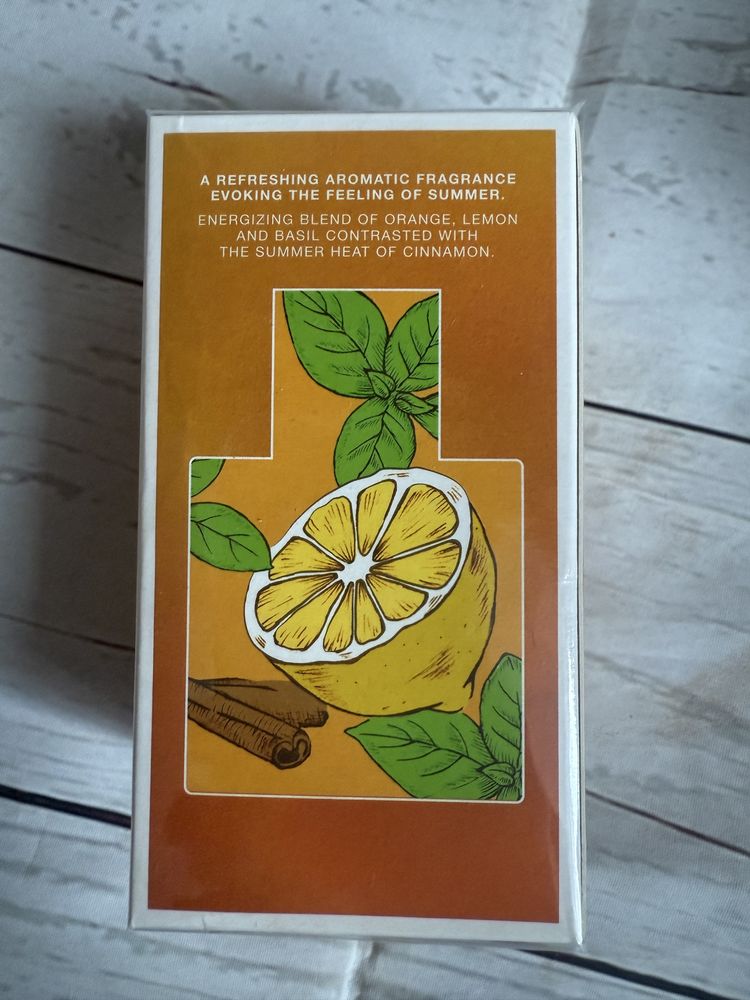 A REFRESHING AROMATIC FRAGRANCE
EVOKING THE FEELING OF SUMMER.
ENERGIZING BLEND OF ORANGE, LEMON
AND BASIL CONTRASTED WITH
THE SUMMER HEAT OF CINNAMON.